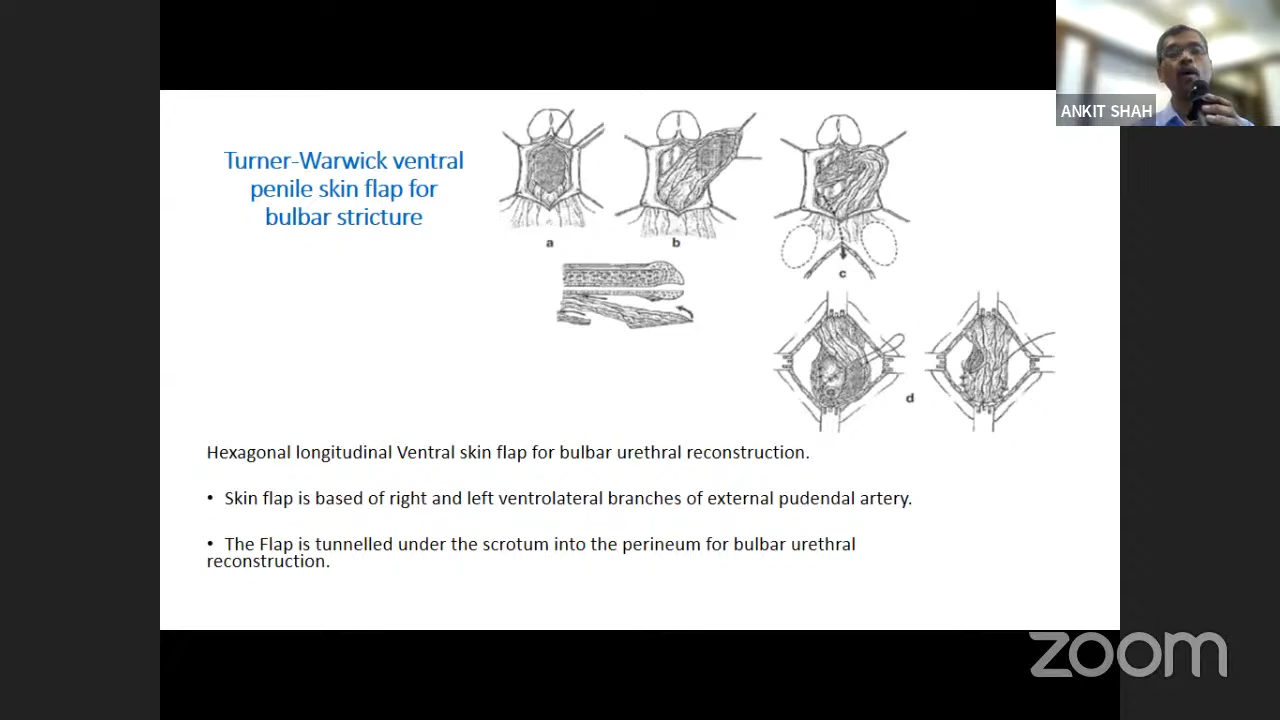 ANKIT SHAH
Turner-Warwick ventral
penile skin flap for
bulbar stricture
a
b
c
d
Hexagonal longitudinal Ventral skin flap for bulbar urethral reconstruction.
• Skin flap is based of right and left ventrolateral branches of external pudendal artery.
• The Flap is tunnelled under the scrotum into the perineum for bulbar urethral
reconstruction.
zoom